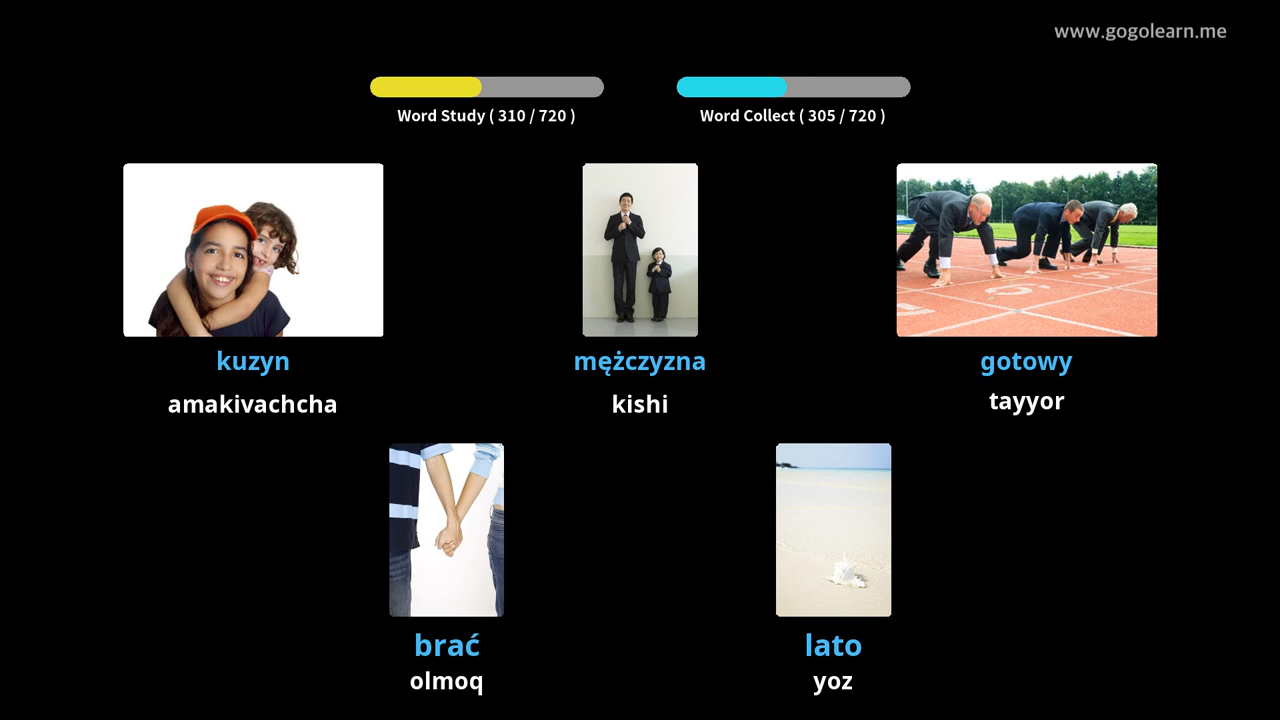 www.gogolearn.me
Word Study ( 310 / 720 )
Word Collect ( 305 / 720 )
kuzyn
amakivachcha
mężczyzna
kishi
gotowy
tayyor
brać
olmoq
lato
yoz